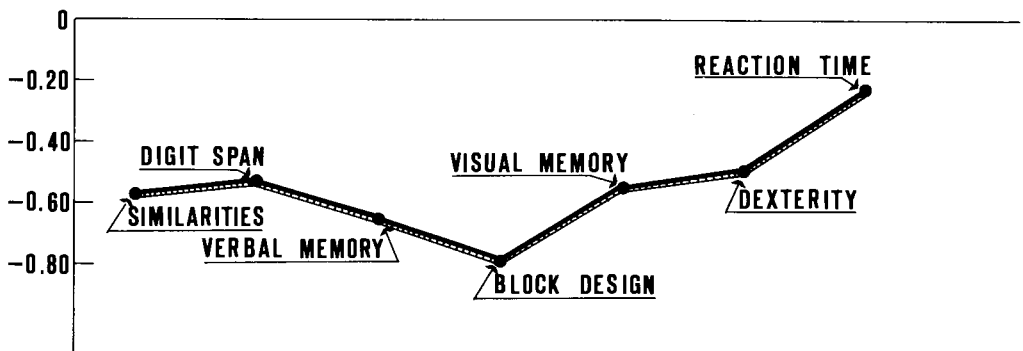 0
−0.20
−0.40
−0.60
−0.80
REACTION TIME
DIGIT SPAN
VISUAL MEMORY
SIMILARITIES
DEXTERITY
VERBAL MEMORY
BLOCK DESIGN